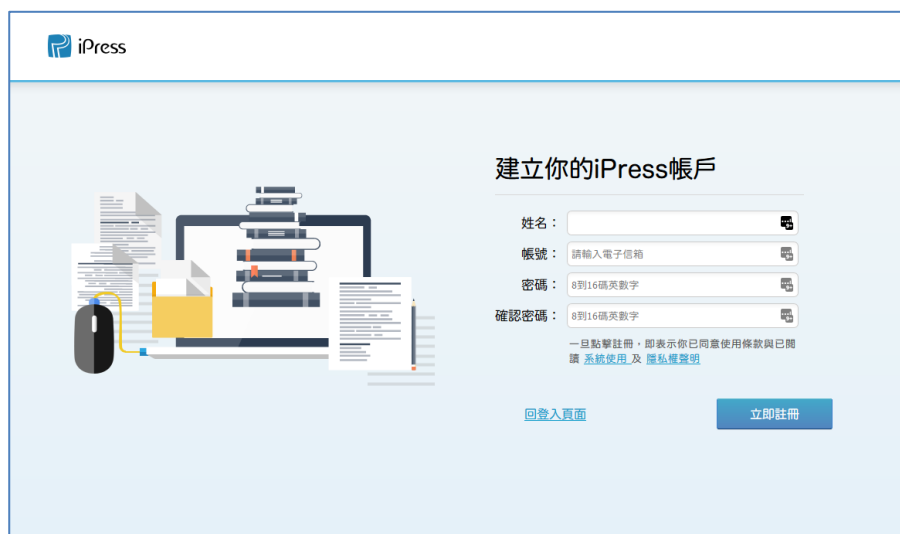 iPress
建立你的iPress帳戶
姓名：
帳號： 請輸入電子信箱
密碼： 8到16碼英數字
確認密碼： 8到16碼英數字
一旦點擊註冊，即表示你已同意使用條款與已閱
讀 系統使用 及 隱私權聲明
回登入頁面 立即註冊